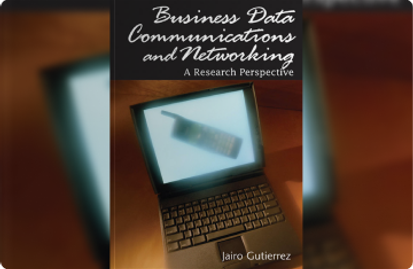 Business Data
Communications
and Networking
A Research Perspective
Jairo Gutierrez